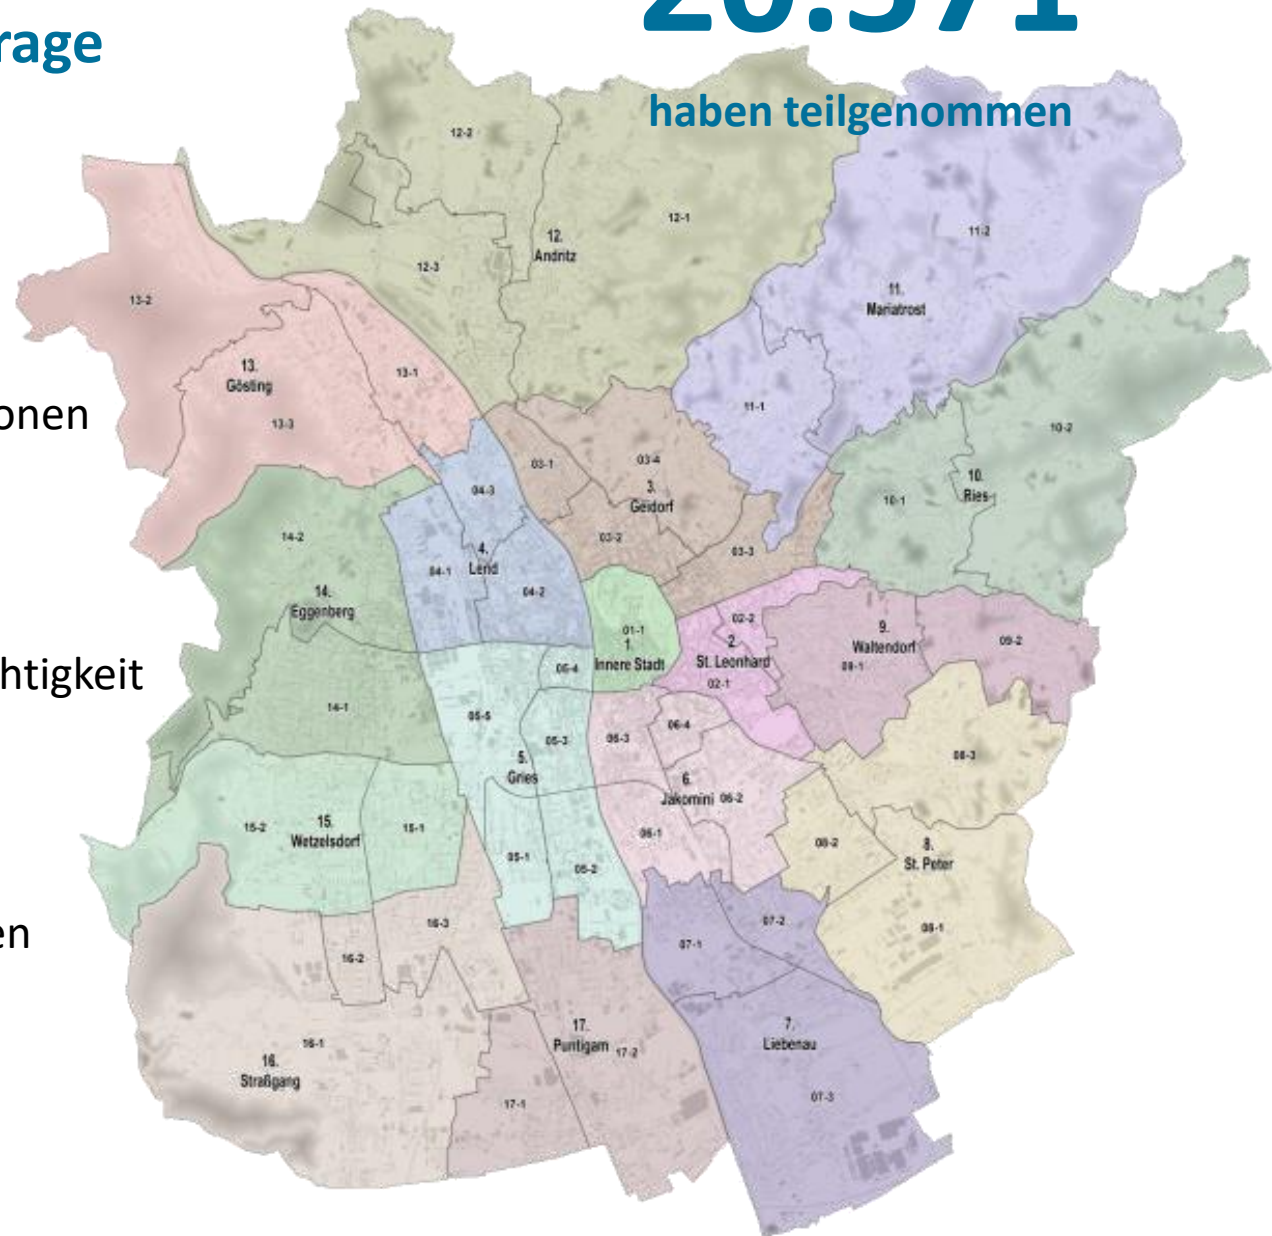 rage
haben teilgenommen
12-2
12-1
11-2
12.
Andritz
12-3
13-2
11.
Mariatrost
13.
Gösting
13-1
11-1
onen
13-3
10-2
03-1
03-4
10.
Ries
04-3
3.
Geidorf
10-1
14-2
03-2
4.
Lend
03-3
04-1
14.
Eggenberg
04-2
02-2
01-1
1.
Innere Stadt
2.
St. Leonhard
9.
Waltendorf
09-2
05-4
09-1
chtigkeit
02-1
14-1
05-5
06-4
05-3
06-3
08-3
5.
Gries
6.
Jakomini
06-2
15-2
15.
Wetzelsdorf
15-1
06-1
08-2
8.
St. Peter
05-1
05-2
en
16-3
07-2
08-1
07-1
16-2
16-1
17.
Puntigam
17-2
7.
Liebenau
16.
Straßgang
17-1
07-3